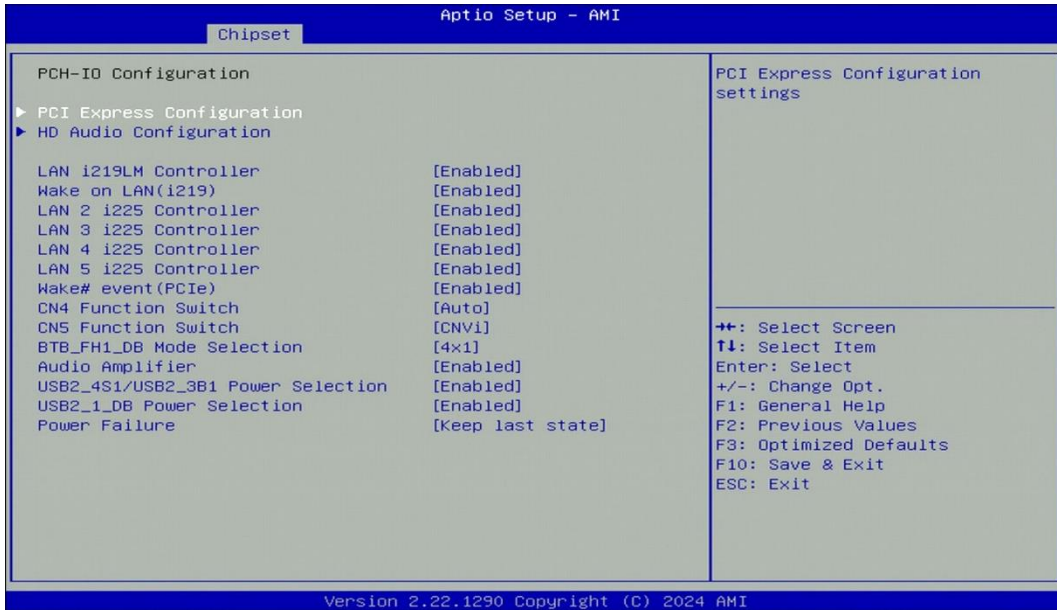 Aptio Setup – AMI
Chipset
PCH-IO Configuration
▶ PCI Express Configuration
▶ HD Audio Configuration
LAN i219LM Controller [Enabled]
Wake on LAN(i219) [Enabled]
LAN 2 i225 Controller [Enabled]
LAN 3 i225 Controller [Enabled]
LAN 4 i225 Controller [Enabled]
LAN 5 i225 Controller [Enabled]
Wake# event(PCIe) [Enabled]
CN4 Function Switch [Auto]
CN5 Function Switch [CNVi]
BTB_FH1_DB Mode Selection [4x1]
Audio Amplifier [Enabled]
USB2_4S1/USB2_3B1 Power Selection [Enabled]
USB2_1_DB Power Selection [Enabled]
Power Failure [Keep last state]
PCI Express Configuration
settings
→←: Select Screen
↑↓: Select Item
Enter: Select
+/-: Change Opt.
F1: General Help
F2: Previous Values
F3: Optimized Defaults
F10: Save & Exit
ESC: Exit
Version 2.22.1290 Copyright (C) 2024 AMI